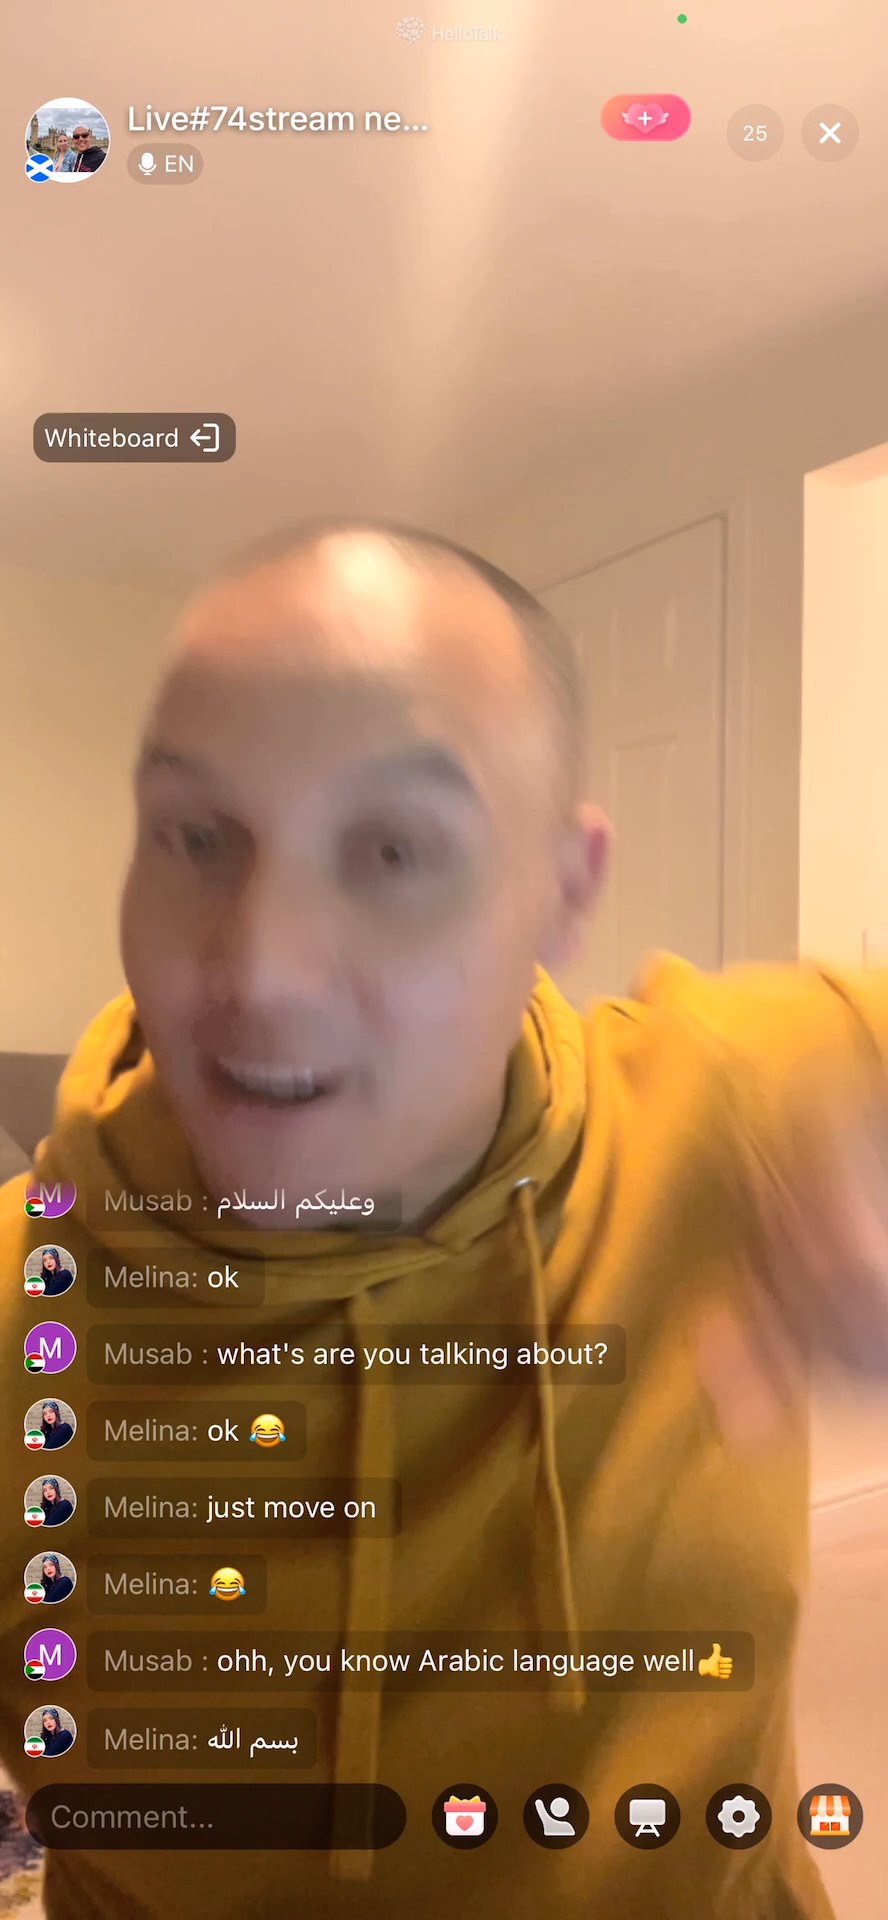 HelloTalk
Live#74stream ne...
25
EN
Whiteboard
Musab : وعليكم السلام
Melina: ok
Musab : what's are you talking about?
Melina: ok 😂
Melina: just move on
Melina: 😂
M
Musab : ohh, you know Arabic language well👍
Melina: بسم الله
Comment...